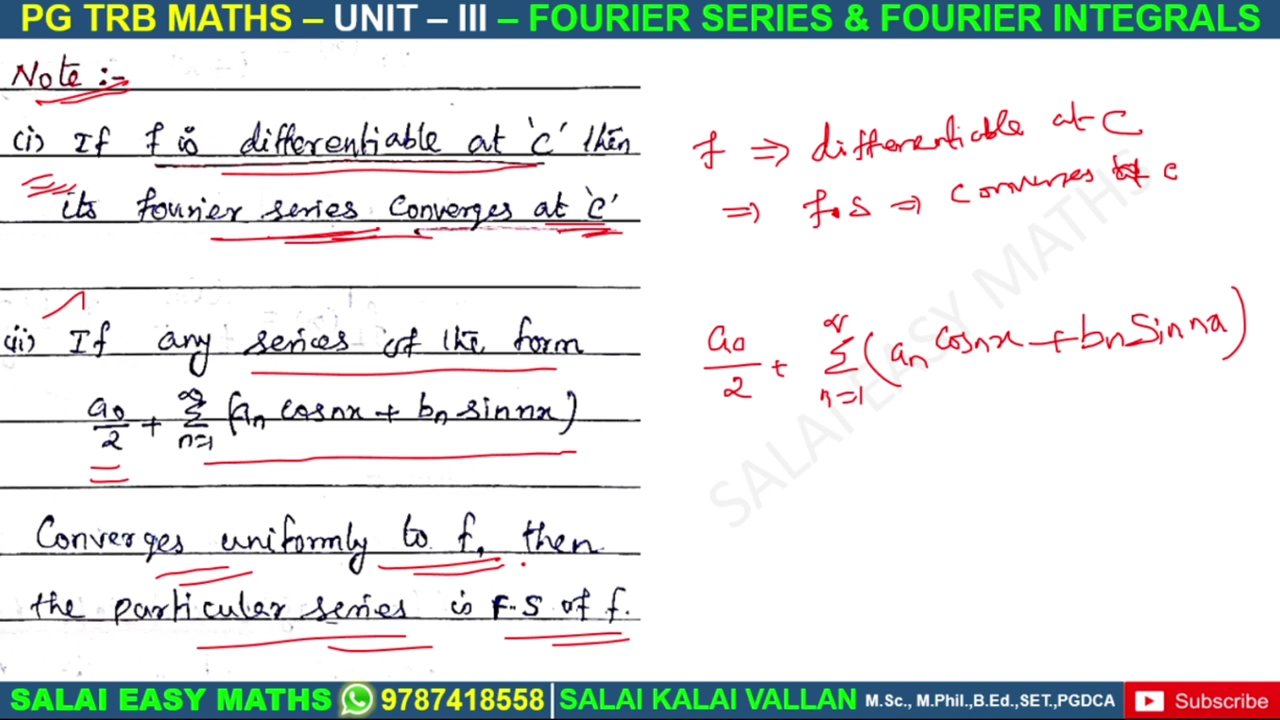 PG TRB MATHS – UNIT – III – FOURIER SERIES & FOURIER INTEGRALS
Note :-
(i) If f is differentiable at 'c' then
its fourier series converges at 'c'
(ii) If any series of the form
a0/2 + ∞ Σ n=1 (an cosnx + bn sinnx)
Converges uniformly to f, then
the particular series is F.S of f.
f ⇒ differentiable at C
⇒ f.S ⇒ Converges at c
a0/2 + ∞ Σ n=1 (an cosnx + bn Sinnx)
SALAI EASY MATHS
SALAI EASY MATHS 9787418558 | SALAI KALAI VALLAN M.Sc., M.Phil.,B.Ed.,SET.,PGDCA Subscribe